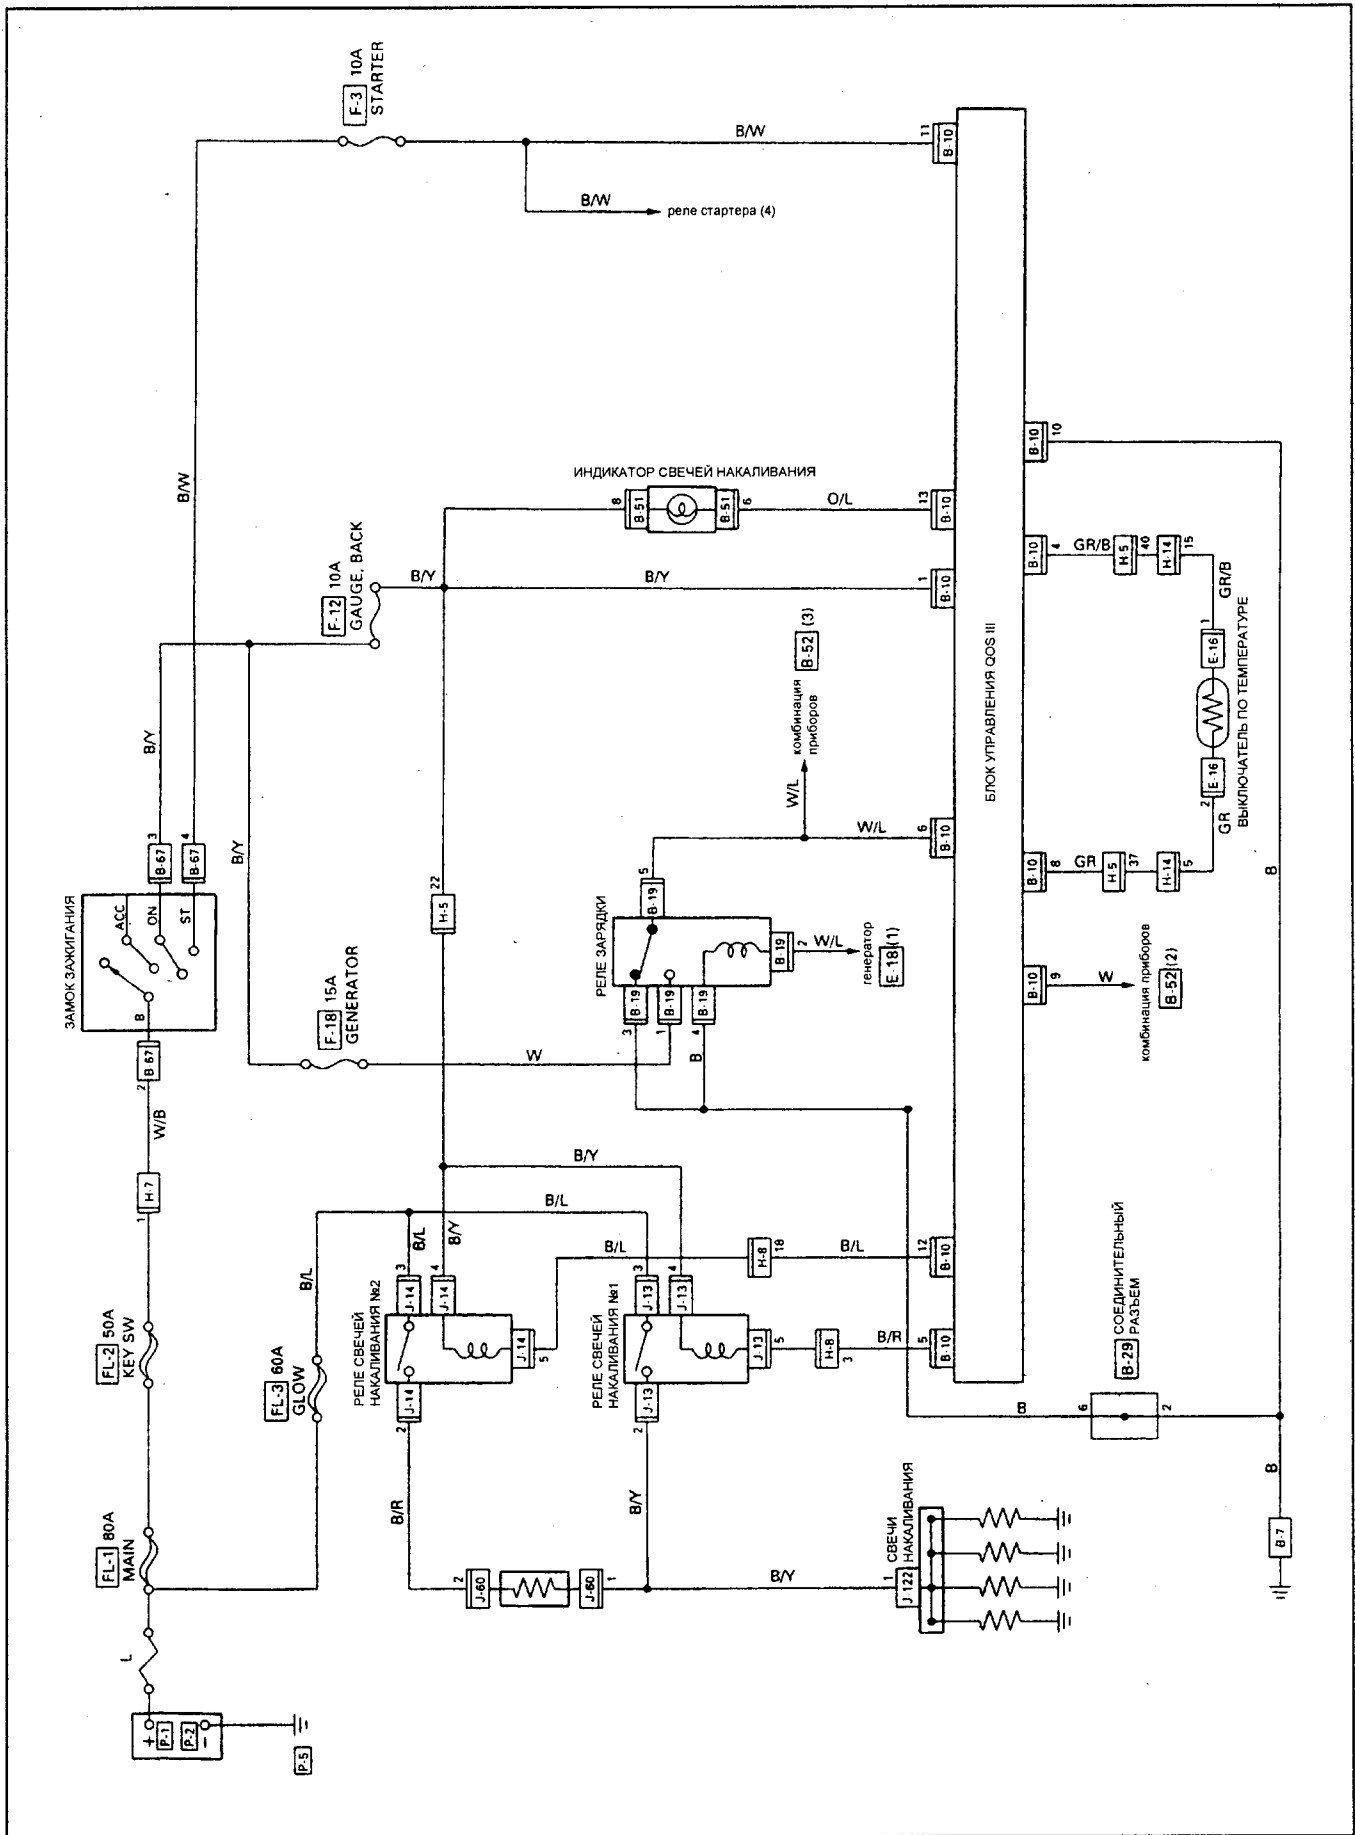 F-3 10A
STARTER
B/W
11
B-10
B/W
реле стартера (4)
B/W
ИНДИКАТОР СВЕЧЕЙ НАКАЛИВАНИЯ
8
B-51
B-51
6
O/L
13
B-10
F-12 10A
GAUGE, BACK
B/Y
B/Y
1
B-10
B-10
10
B-10
4
GR/B
H-5
40
H-14
15
GR/B
1
E-16
E-16
2
GR
ВЫКЛЮЧАТЕЛЬ ПО ТЕМПЕРАТУРЕ
B-10
8
GR
H-5
37
H-14
5
БЛОК УПРАВЛЕНИЯ QOS III
B/Y
3
B-67
4
B-67
B/Y
ЗАМОК ЗАЖИГАНИЯ
ACC
ON
ST
B
2
B-67
W/B
H-7
1
22
H-5
B-52 (3)
комбинация
приборов
W/L
W/L
6
B-10
РЕЛЕ ЗАРЯДКИ
5
B-19
B-19
2
W/L
генератор
E-18 (1)
3
B-19
1
B-19
4
B-19
B
B-10
9
W
комбинация приборов
B-52 (2)
B
F-18 15A
GENERATOR
W
B/Y
B/L
B/L
B/Y
B/L
FL-2 50A
KEY SW
FL-3 60A
GLOW
РЕЛЕ СВЕЧЕЙ
НАКАЛИВАНИЯ №2
3
J-14
4
J-14
J-14
5
J-14
2
B/L
H-8
18
B/L
12
B-10
РЕЛЕ СВЕЧЕЙ
НАКАЛИВАНИЯ №1
3
J-13
4
J-13
J-13
5
J-13
2
H-8
3
B/R
5
B-10
B-29 СОЕДИНИТЕЛЬНЫЙ
РАЗЪЕМ
B
6
2
B
B-7
B/R
B/Y
FL-1 80A
MAIN
2
J-60
J-60
1
B/Y
1
J-122
СВЕЧИ
НАКАЛИВАНИЯ
L
+
P-1
P-2
−
P-5